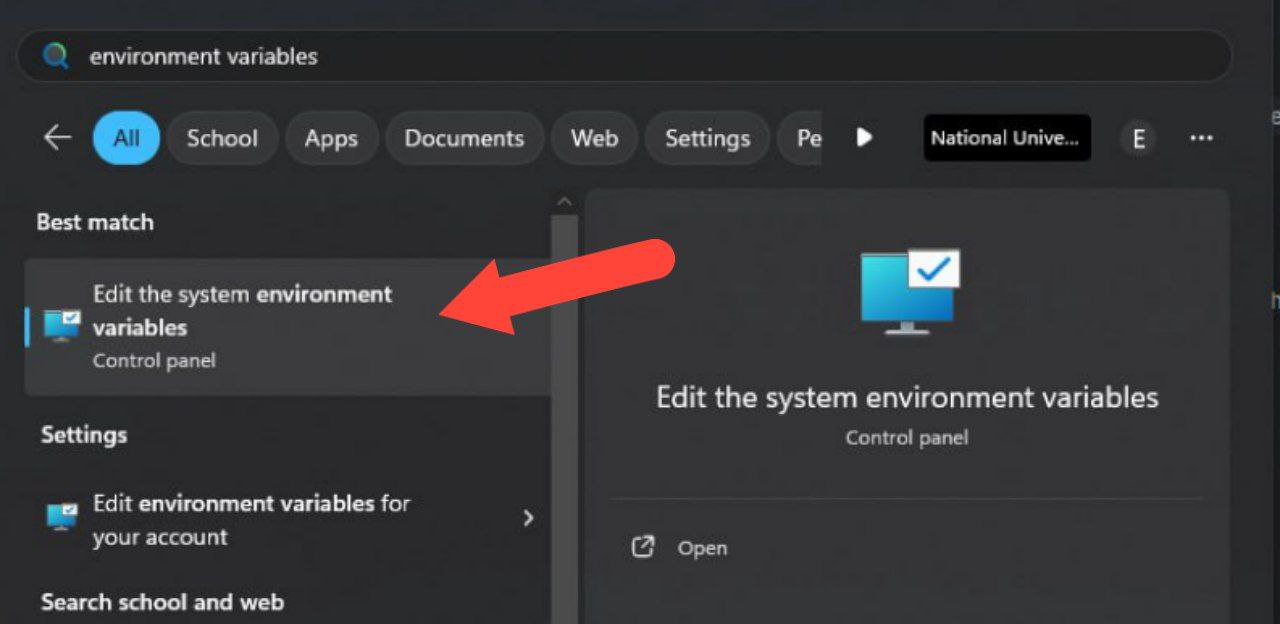 environment variables
All School Apps Documents Web Settings Pe National Unive... E ...
Best match
Edit the system environment
variables
Control panel
Edit the system environment variables
Control panel
Settings
Edit environment variables for
your account
Open
Search school and web